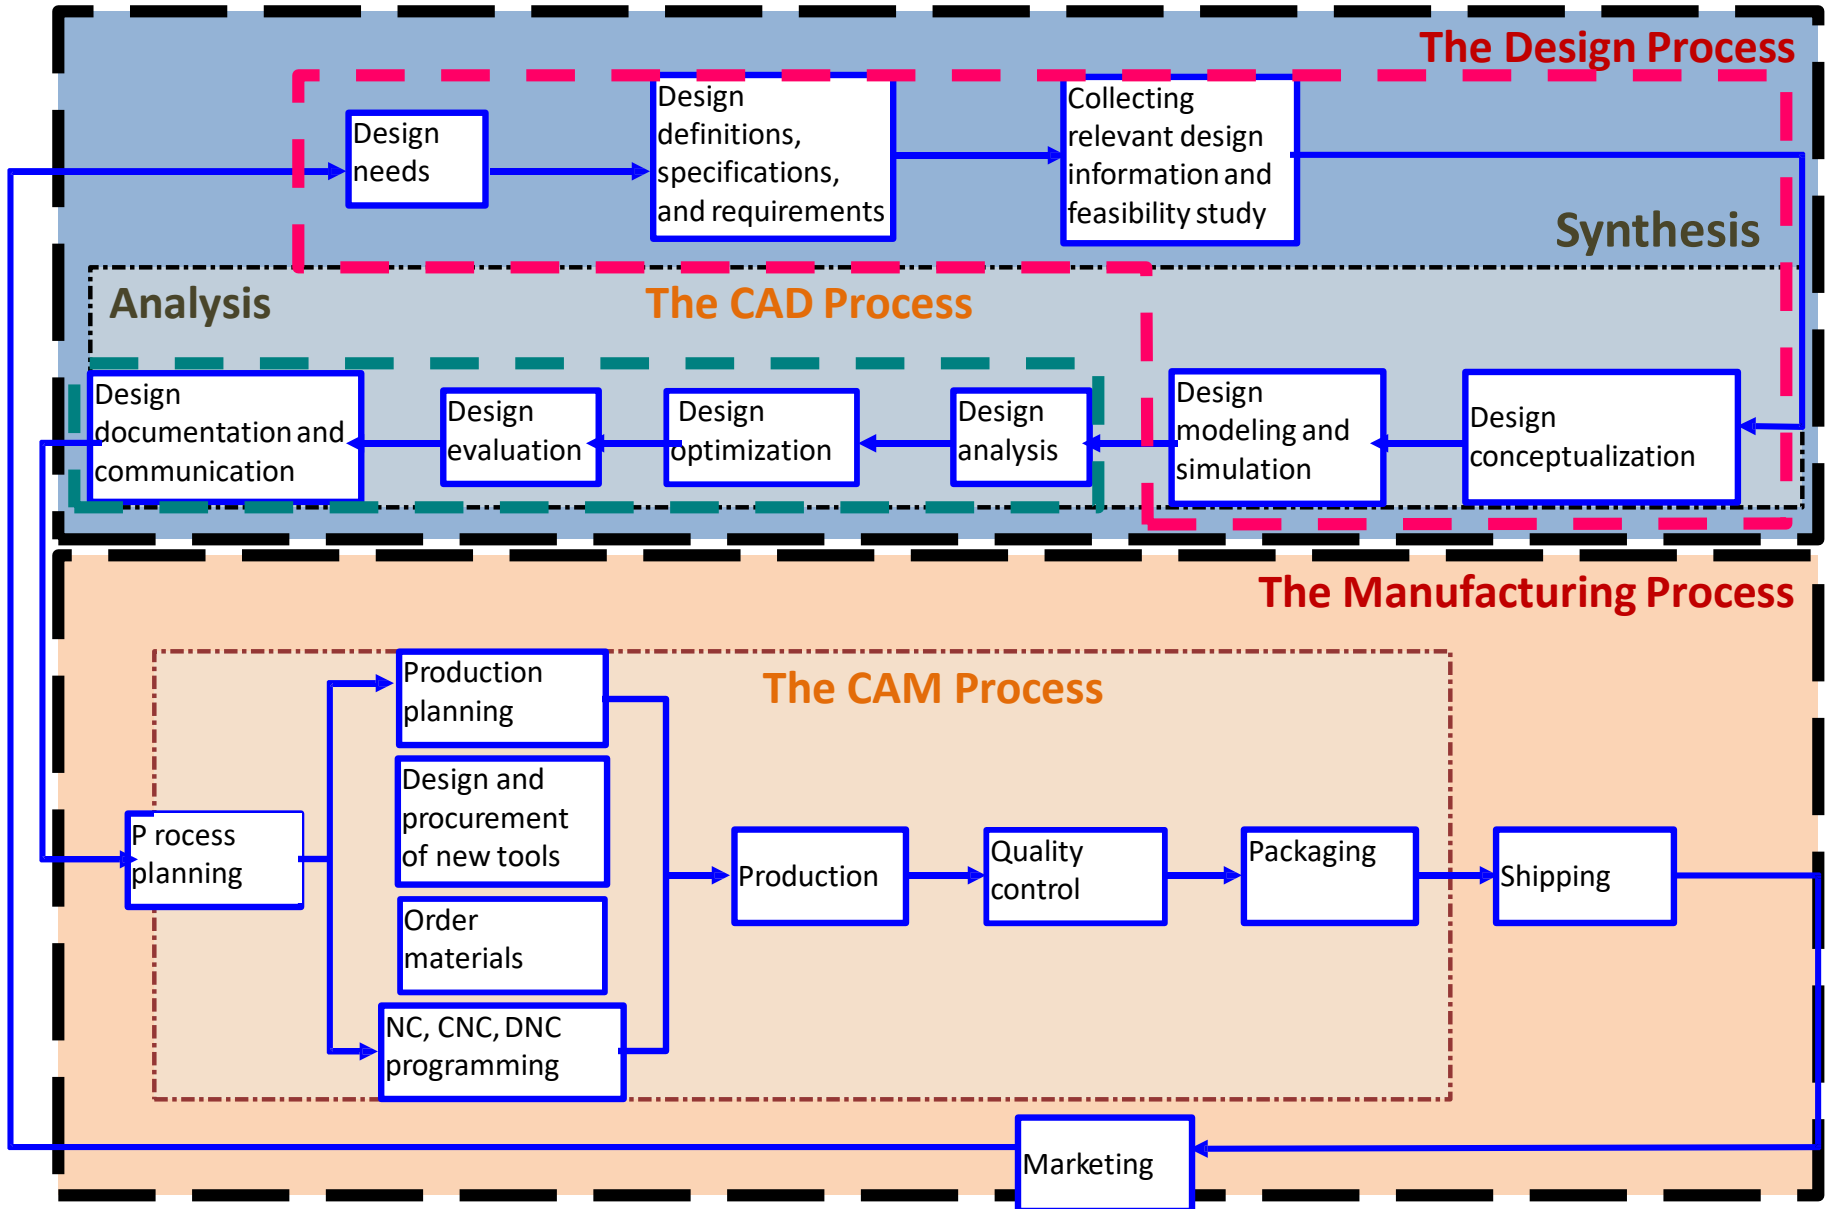 The Design Process
Design
needs
Design
definitions,
specifications,
and requirements
Collecting
relevant design
information and
feasibility study
Synthesis
Analysis
The CAD Process
Design
documentation and
communication
Design
evaluation
Design
optimization
Design
analysis
Design
modeling and
simulation
Design
conceptualization
The Manufacturing Process
The CAM Process
Production
planning
Design and
procurement
of new tools
P rocess
planning
Order
materials
NC, CNC, DNC
programming
Production
Quality
control
Packaging
Shipping
Marketing